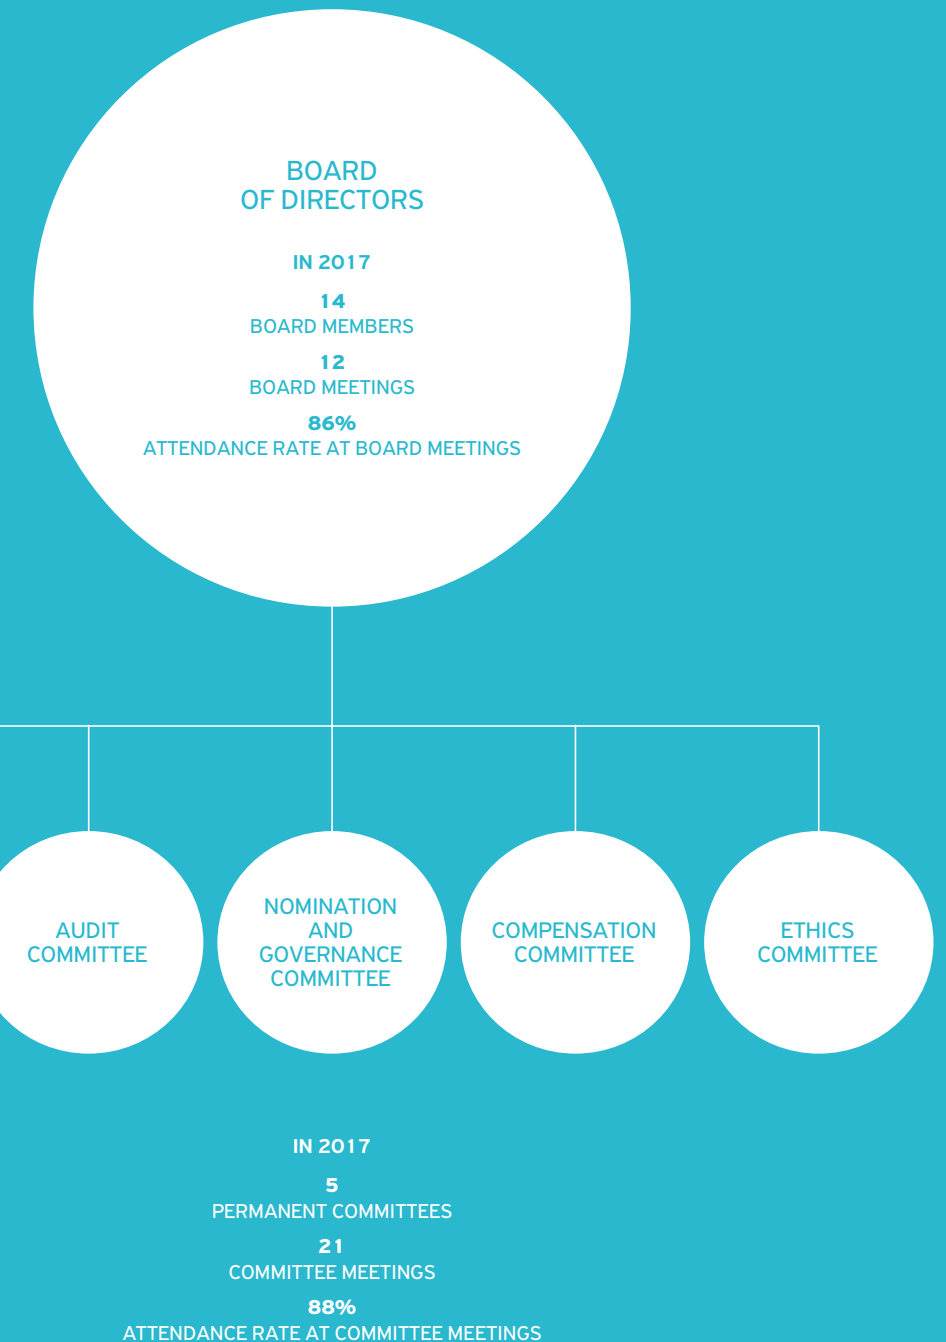 BOARD
OF DIRECTORS
IN 2017
14
BOARD MEMBERS
12
BOARD MEETINGS
86%
ATTENDANCE RATE AT BOARD MEETINGS
AUDIT
COMMITTEE
NOMINATION
AND
GOVERNANCE
COMMITTEE
COMPENSATION
COMMITTEE
ETHICS
COMMITTEE
IN 2017
5
PERMANENT COMMITTEES
21
COMMITTEE MEETINGS
88%
ATTENDANCE RATE AT COMMITTEE MEETINGS